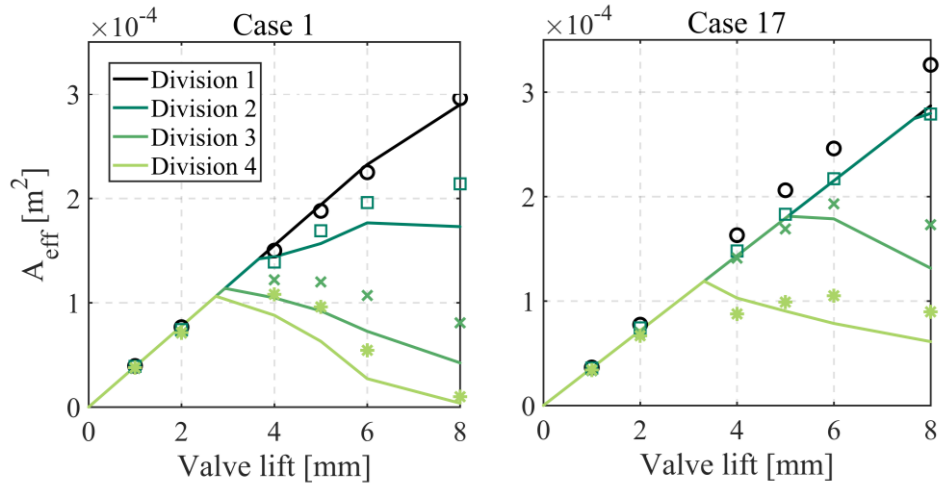 ×10⁻⁴
Case 1
3
2
1
0
0
2
4
6
8
Division 1
Division 2
Division 3
Division 4
A_eff [m²]
Valve lift [mm]
×10⁻⁴
Case 17
3
2
1
0
0
2
4
6
8
Valve lift [mm]